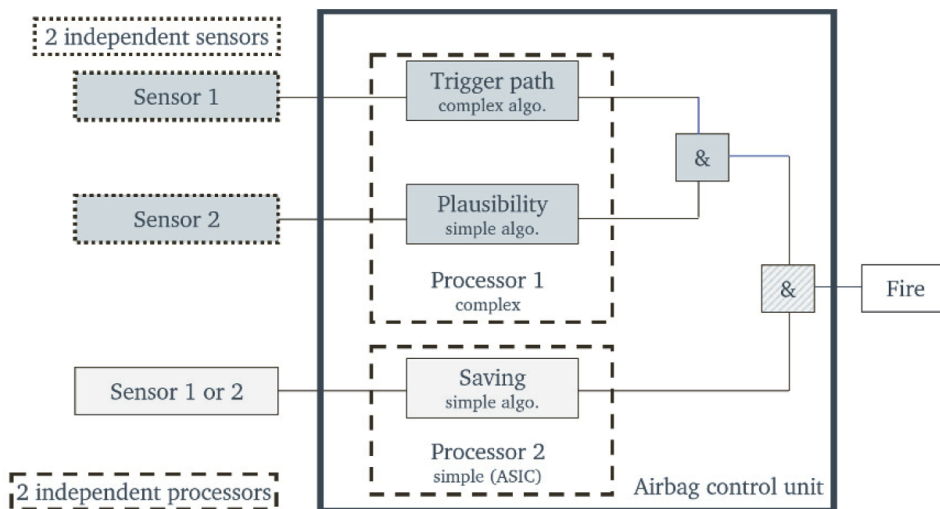 2 independent sensors
Sensor 1
Trigger path
complex algo.
&
Sensor 2
Plausibility
simple algo.
Processor 1
complex
&
Fire
Sensor 1 or 2
Saving
simple algo.
Processor 2
simple (ASIC)
2 independent processors
Airbag control unit